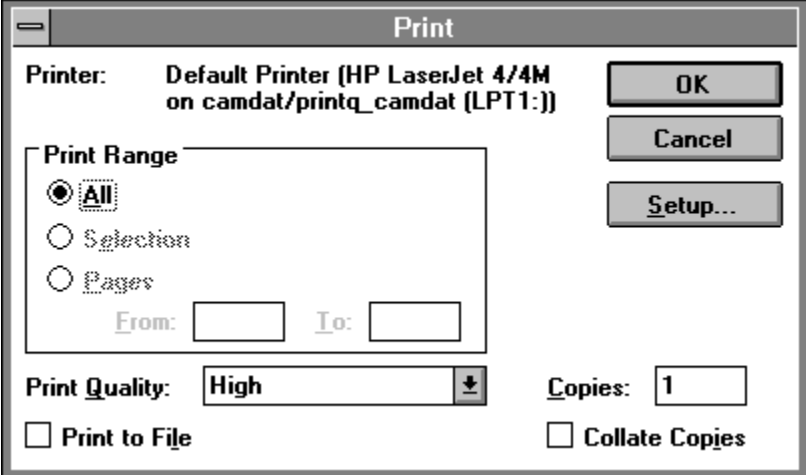 Print
Printer: Default Printer (HP LaserJet 4/4M
on camdat/printq_camdat (LPT1:))
OK
Cancel
Setup...
Print Range
All
Selection
Pages
From: To:
Print Quality: High
Copies: 1
Print to File
Collate Copies